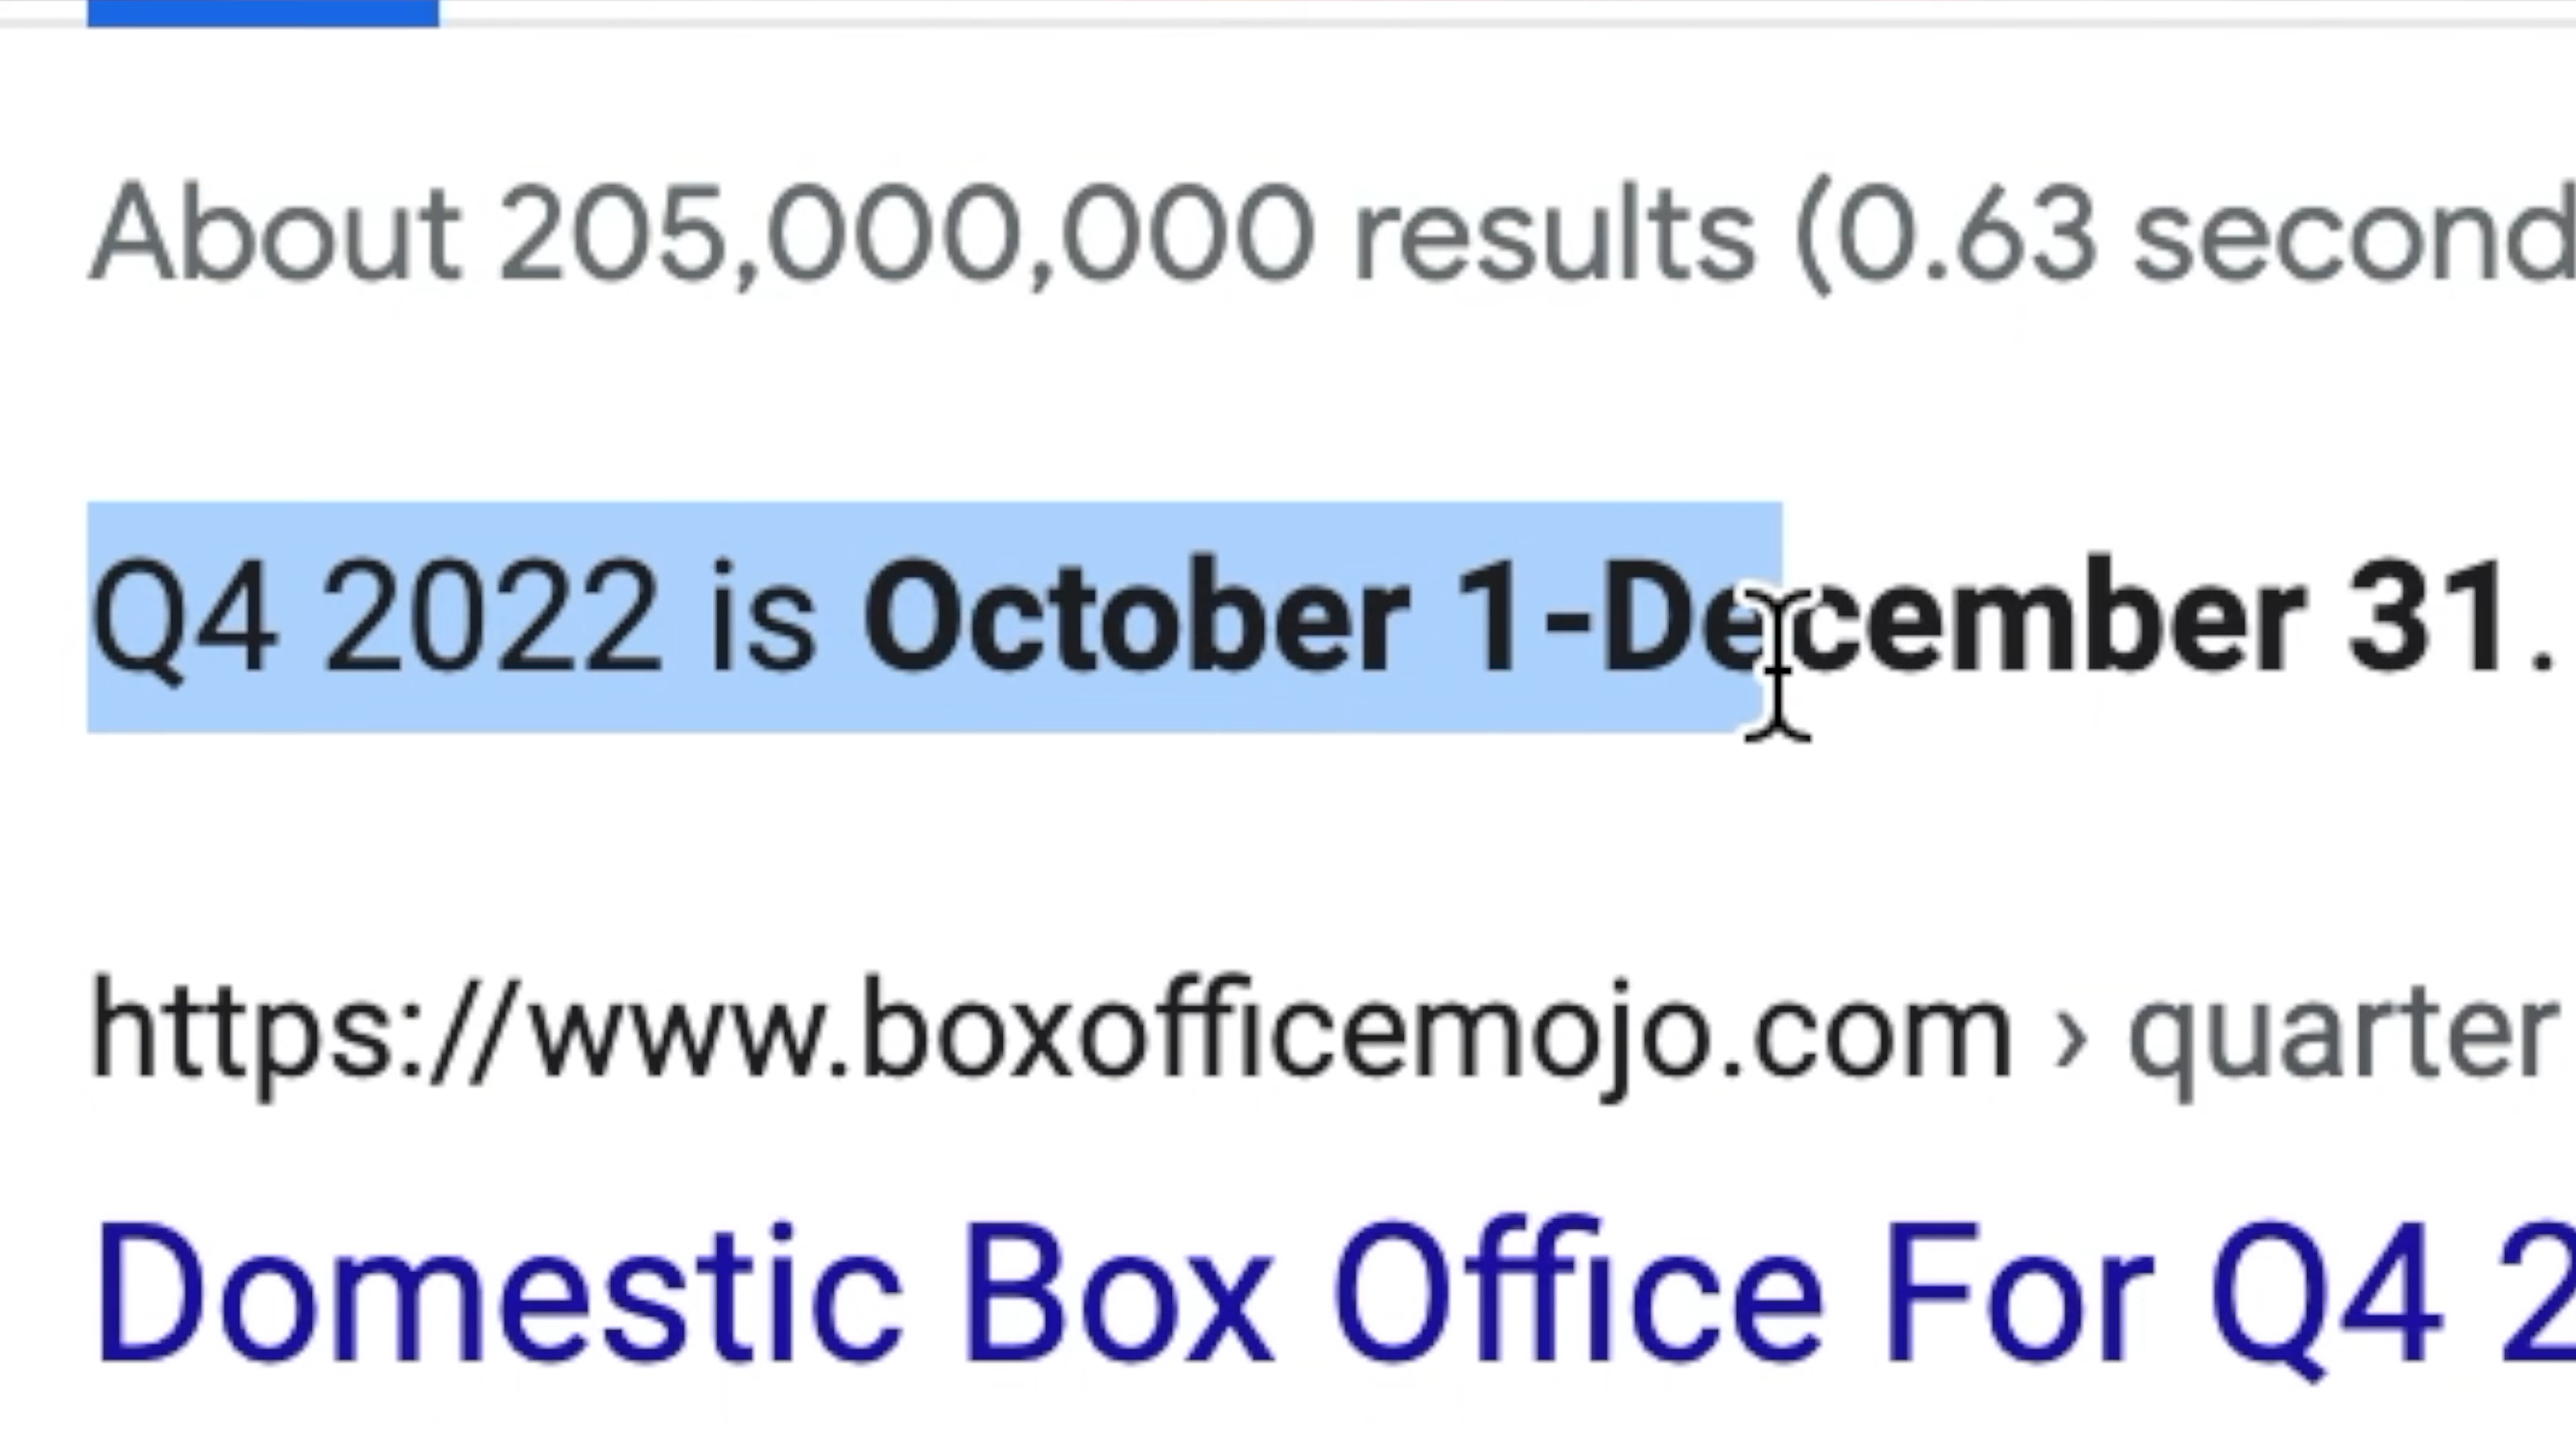 About 205,000,000 results (0.63 second
Q4 2022 is October 1-December 31.
https://www.boxofficemojo.com › quarter
Domestic Box Office For Q4 2